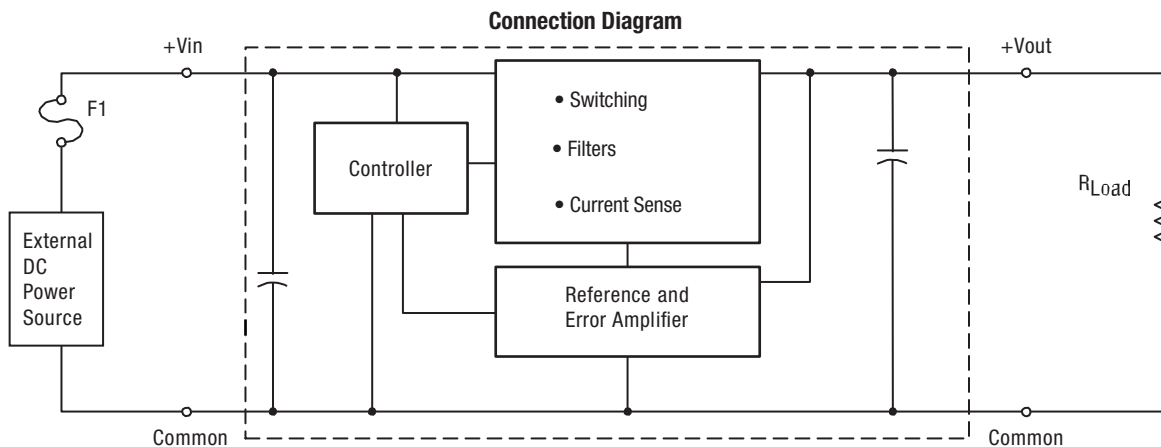 Connection Diagram
+Vin
+Vout
F1
• Switching
• Filters
• Current Sense
Controller
RLoad
External
DC
Power
Source
Reference and
Error Amplifier
Common
Common